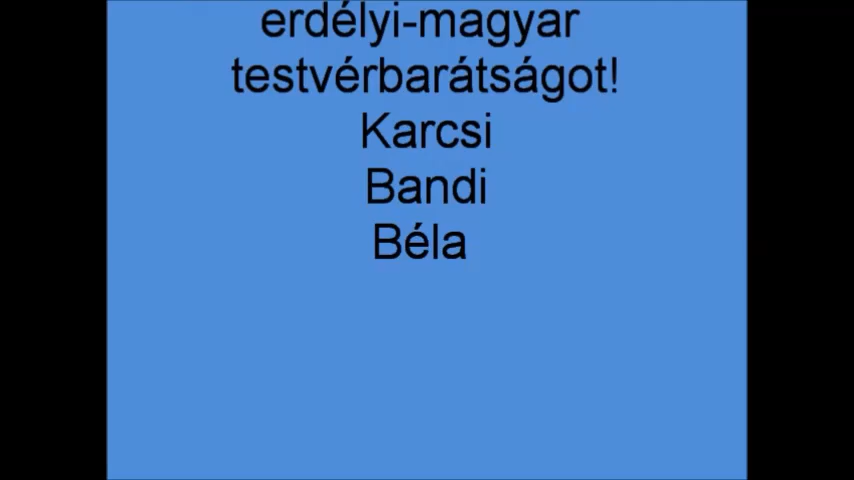 erdélyi-magyar
testvérbarátságot!
Karcsi
Bandi
Béla